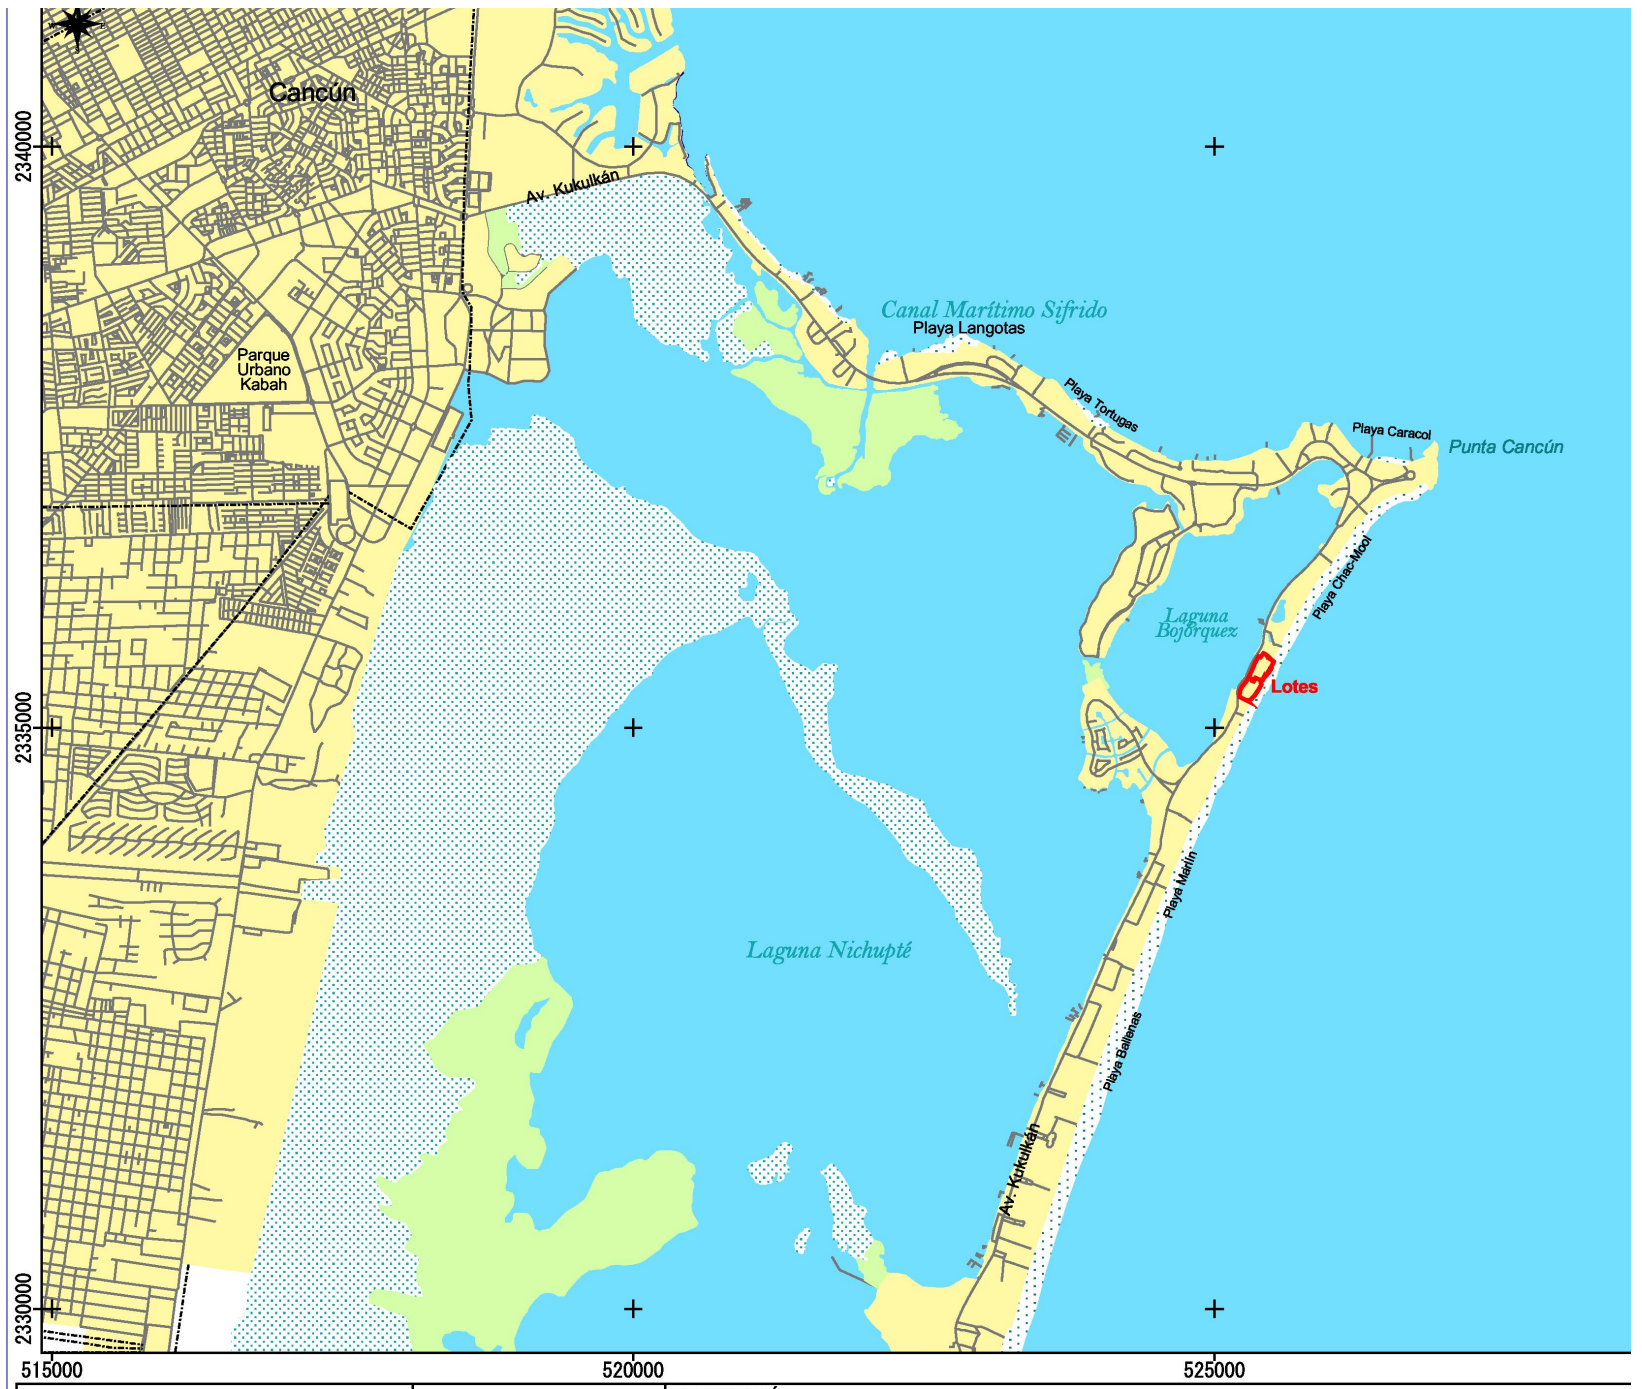 Cancún
2340000
Av. Kukulkán
Canal Marítimo Sifrido
Playa Langotas
Parque
Urbano
Kabah
Playa Tortugas
Playa Caracol
Punta Cancún
Playa Chac-Mool
Laguna
Bojórquez
Lotes
2335000
Playa Marlín
Laguna Nichupté
Playa Ballenas
Av. Kukulkán
2330000
515000
520000
525000